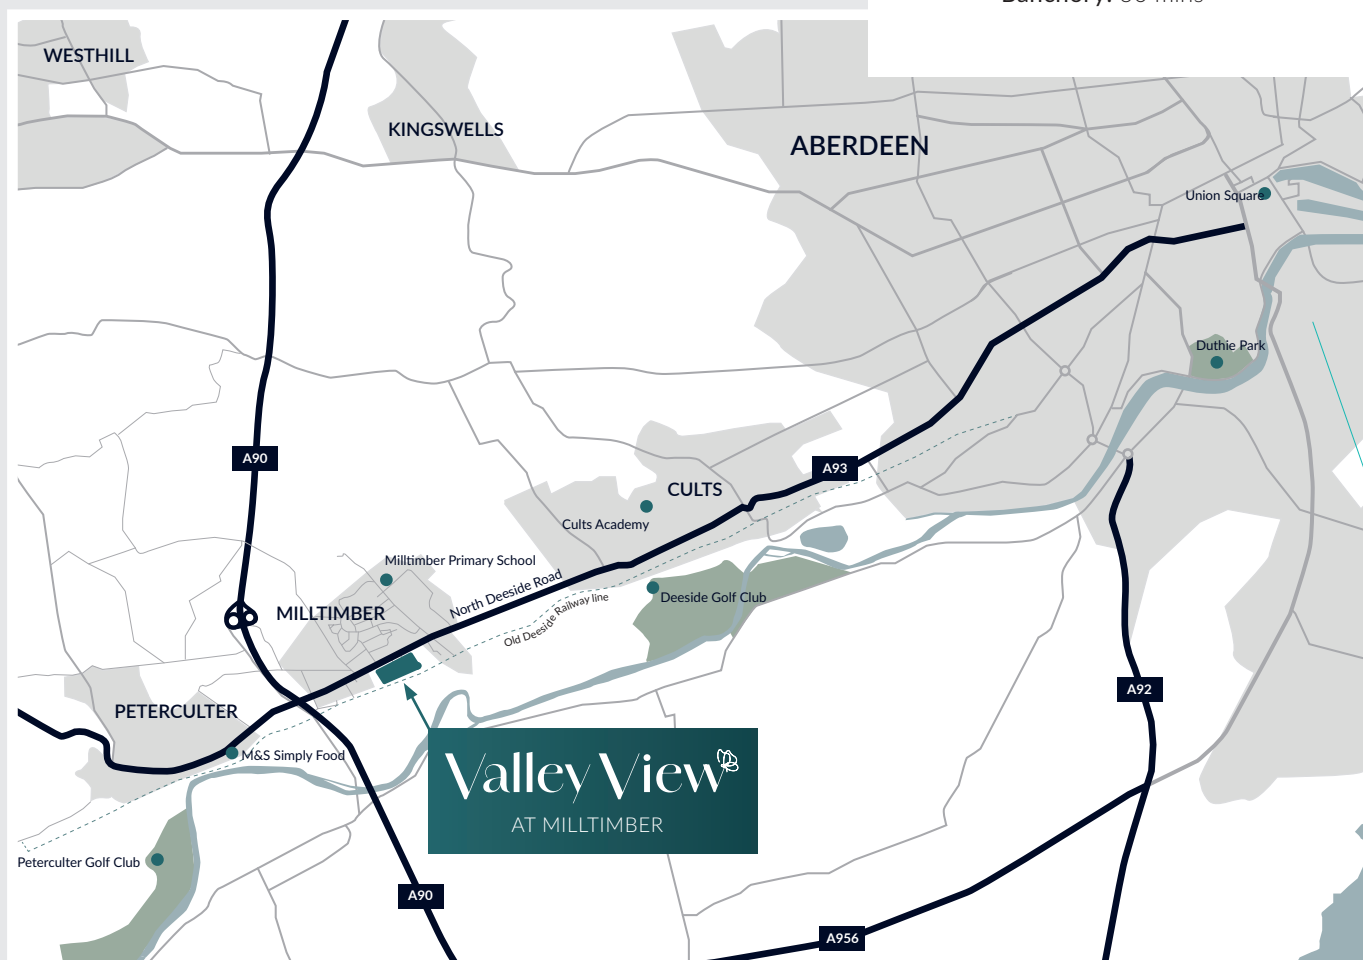 WESTHILL
KINGSWELLS
ABERDEEN
Union Square
Duthie Park
A90
A93
CULTS
Cults Academy
Milltimber Primary School
North Deeside Road
Deeside Golf Club
MILLTIMBER
Old Deeside Railway line
A92
PETERCULTER
M&S Simply Food
Valley View
AT MILLTIMBER
Peterculter Golf Club
A90
A956